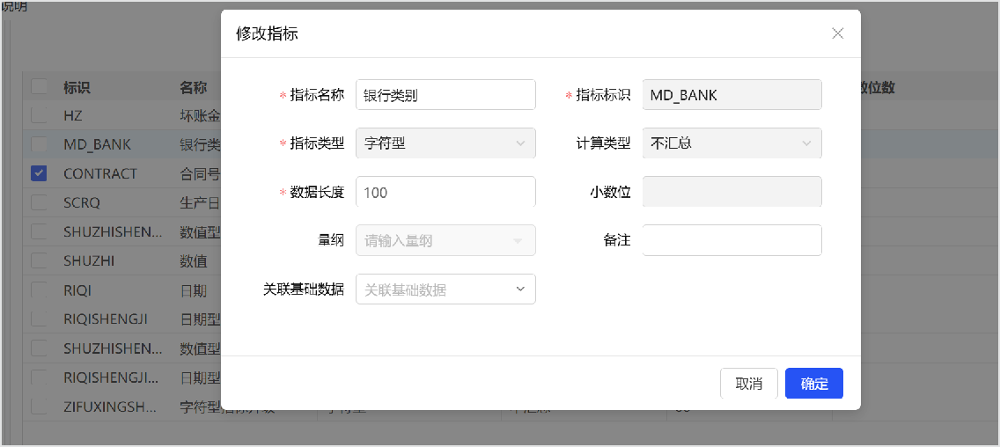 说明
修改指标
标识 名称 数位数
* 指标名称 银行类别 * 指标标识 MD_BANK
HZ 坏账金
MD_BANK 银行类
* 指标类型 字符型 计算类型 不汇总
CONTRACT 合同号
* 数据长度 100 小数位
SCRQ 生产日
SHUZHISHEN... 数值型
量纲 请输入量纲 备注
SHUZHI 数值
RIQI 日期
关联基础数据 关联基础数据
RIQISHENGJI 日期型
SHUZHISHEN... 数值型
RIQISHENGJI... 日期型
取消 确定
ZIFUXINGSH... 字符型